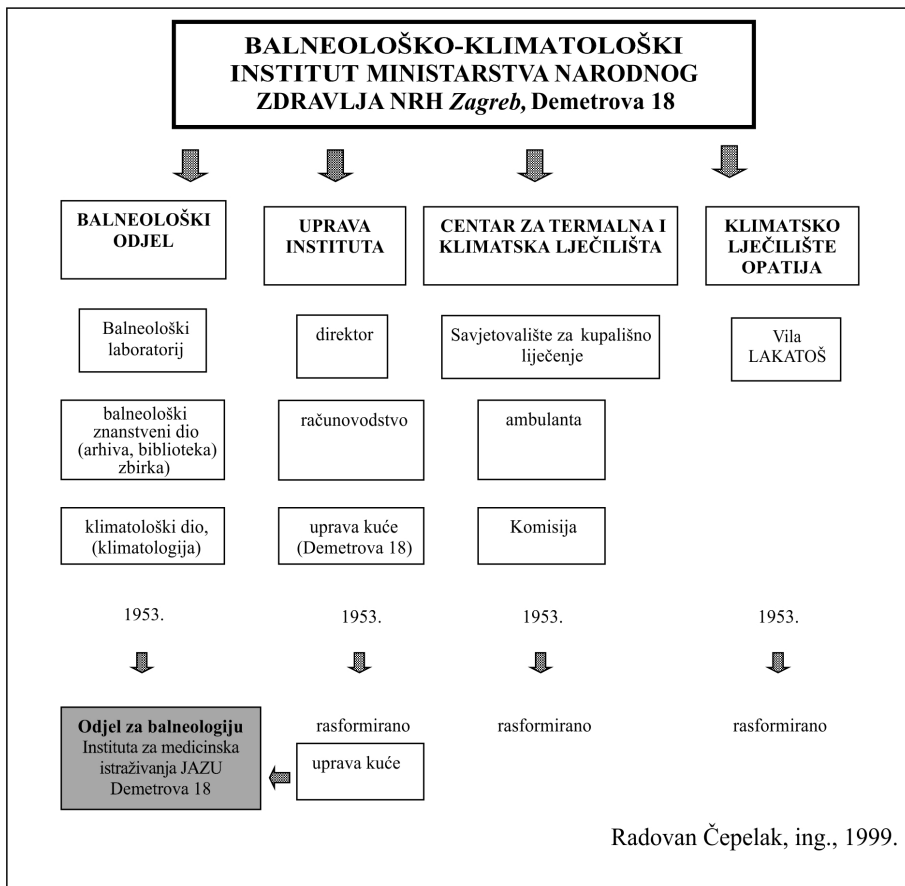 BALNEOLOŠKO-KLIMATOLOŠKI
INSTITUT MINISTARSTVA NARODNOG
ZDRAVLJA NRH Zagreb, Demetrova 18
BALNEOLOŠKI
ODJEL
UPRAVA
INSTITUTA
CENTAR ZA TERMALNA I
KLIMATSKA LJEČILIŠTA
KLIMATSKO
LJEČILIŠTE
OPATIJA
Balneološki
laboratorij
direktor
Savjetovalište za kupališno
liječenje
Vila
LAKATOŠ
balneološki
znanstveni dio
(arhiva, biblioteka)
zbirka)
računovodstvo
ambulanta
klimatološki dio,
(klimatologija)
uprava kuće
(Demetrova 18)
Komisija
1953.
1953.
1953.
1953.
Odjel za balneologiju
Instituta za medicinska
istraživanja JAZU
Demetrova 18
rasformirano
uprava kuće
rasformirano
rasformirano
Radovan Čepelak, ing., 1999.